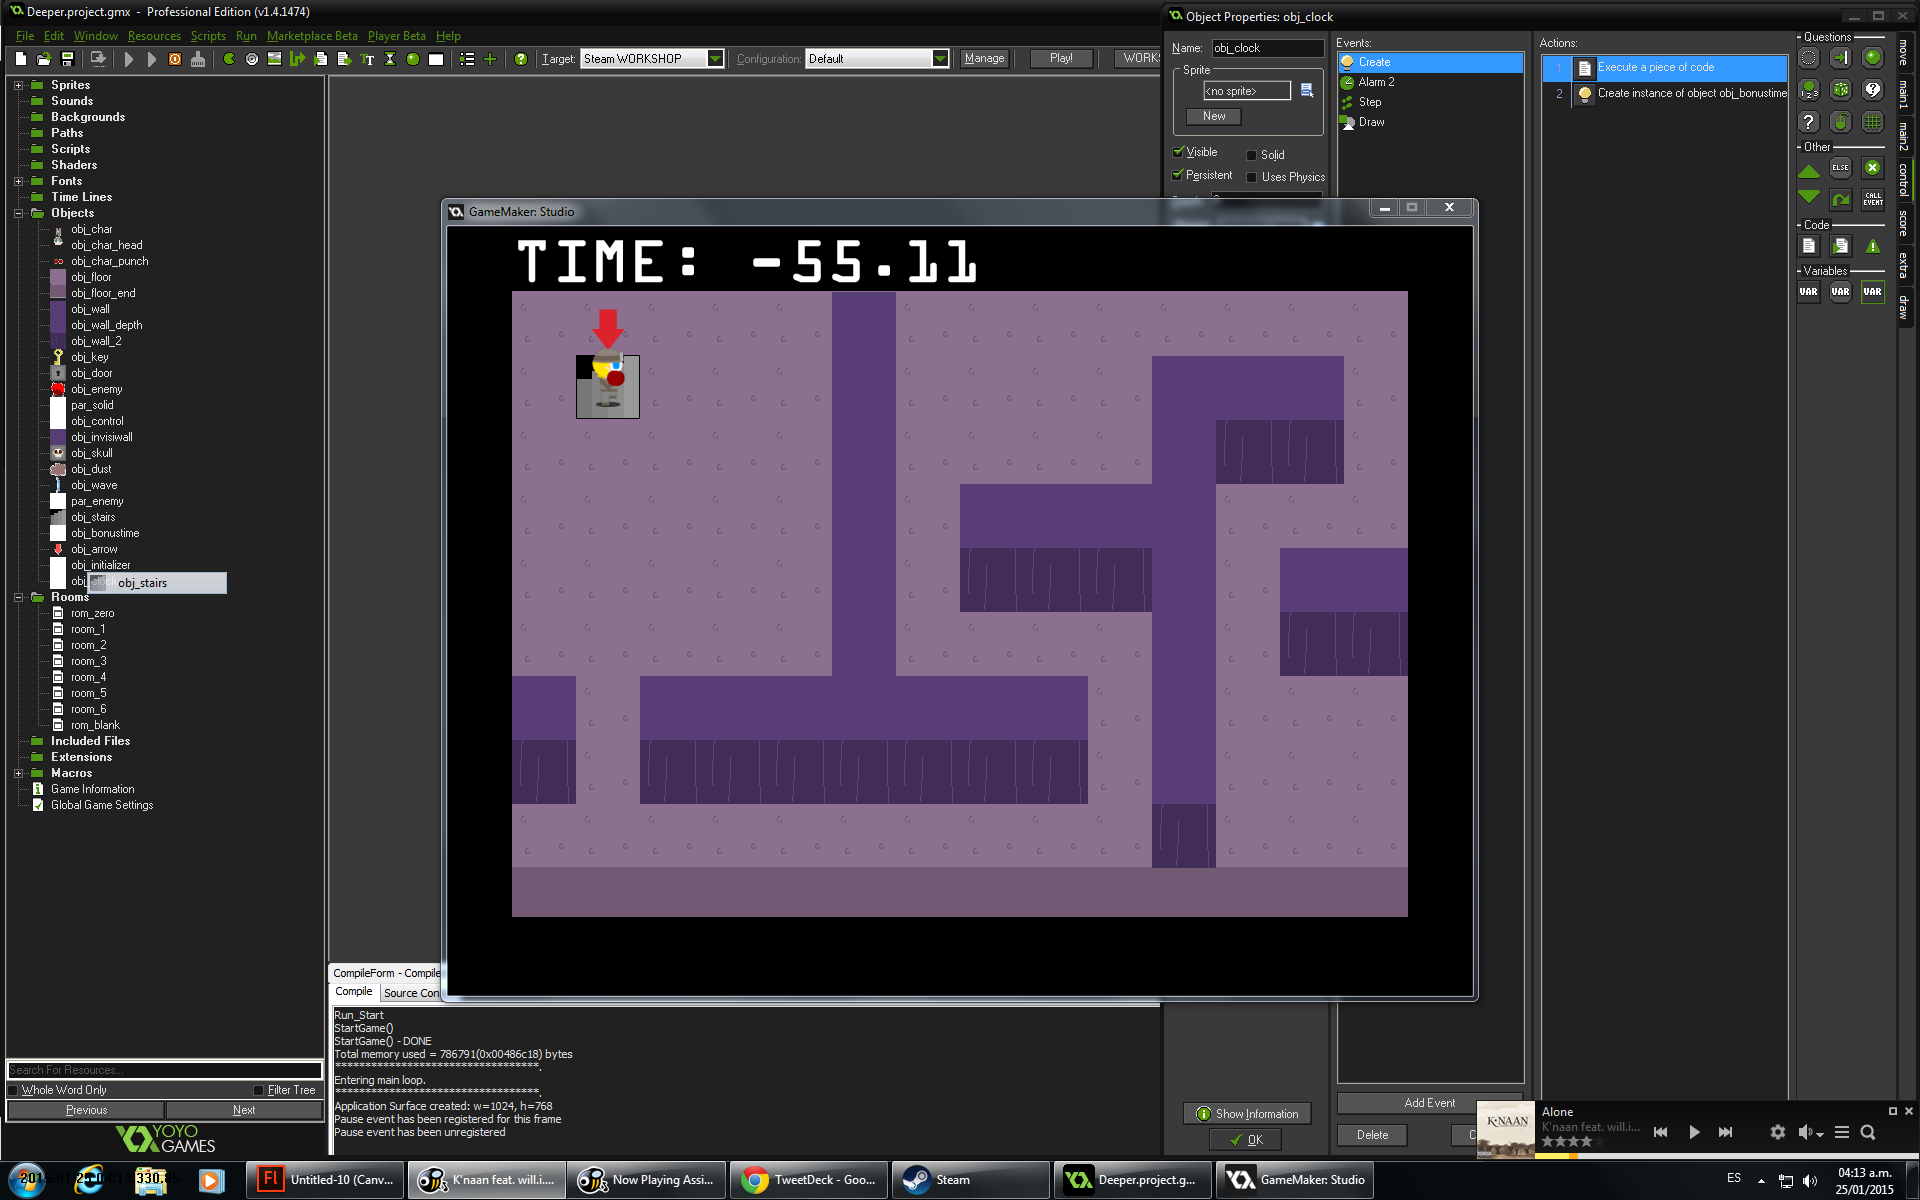 Deeper.project.gmx - Professional Edition (v1.4.1474)
File Edit Window Resources Scripts Run Marketplace Beta Player Beta Help
Target: Steam WORKSHOP Configuration: Default Manage Play! WORK
Sprites
Sounds
Backgrounds
Paths
Scripts
Shaders
Fonts
Time Lines
Objects
obj_char
obj_char_head
obj_char_punch
obj_floor
obj_floor_end
obj_wall
obj_wall_depth
obj_wall_2
obj_key
obj_door
obj_enemy
par_solid
obj_control
obj_invisiwall
obj_skull
obj_dust
obj_wave
par_enemy
obj_stairs
obj_bonustime
obj_arrow
obj_initializer
obj_stairs
Rooms
rom_zero
room_1
room_2
room_3
room_4
room_5
room_6
rom_blank
Included Files
Extensions
Macros
Game Information
Global Game Settings
Search For Resources...
Whole Word Only Filter Tree
Previous Next
YOYO GAMES
GameMaker: Studio
TIME: -55.11
CompileForm - Compile
Compile Source Con
Run_Start
StartGame()
StartGame() - DONE
Total memory used = 786791(0x00486c18) bytes
***********************************.
Entering main loop.
***********************************.
Application Surface created: w=1024, h=768
Pause event has been registered for this frame
Pause event has been unregistered
Object Properties: obj_clock
Name: obj_clock
Sprite
<no sprite>
New
Visible Solid
Persistent Uses Physics
Events:
Create
Alarm 2
Step
Draw
Actions:
1 Execute a piece of code
2 Create instance of object obj_bonustime
Questions
Other
ELSE
CALL EVENT
Code
Variables
VAR VAR VAR
move
main1
main2
control
score
extra
draw
Show Information
OK
Add Event
Delete
K'NAAN
Alone
K'naan feat. will.i....
Untitled-10 (Canv...
K'naan feat. will.i....
Now Playing Assi...
TweetDeck - Goo...
Steam
Deeper.project.g...
GameMaker: Studio
ES
04:13 a.m.
25/01/2015